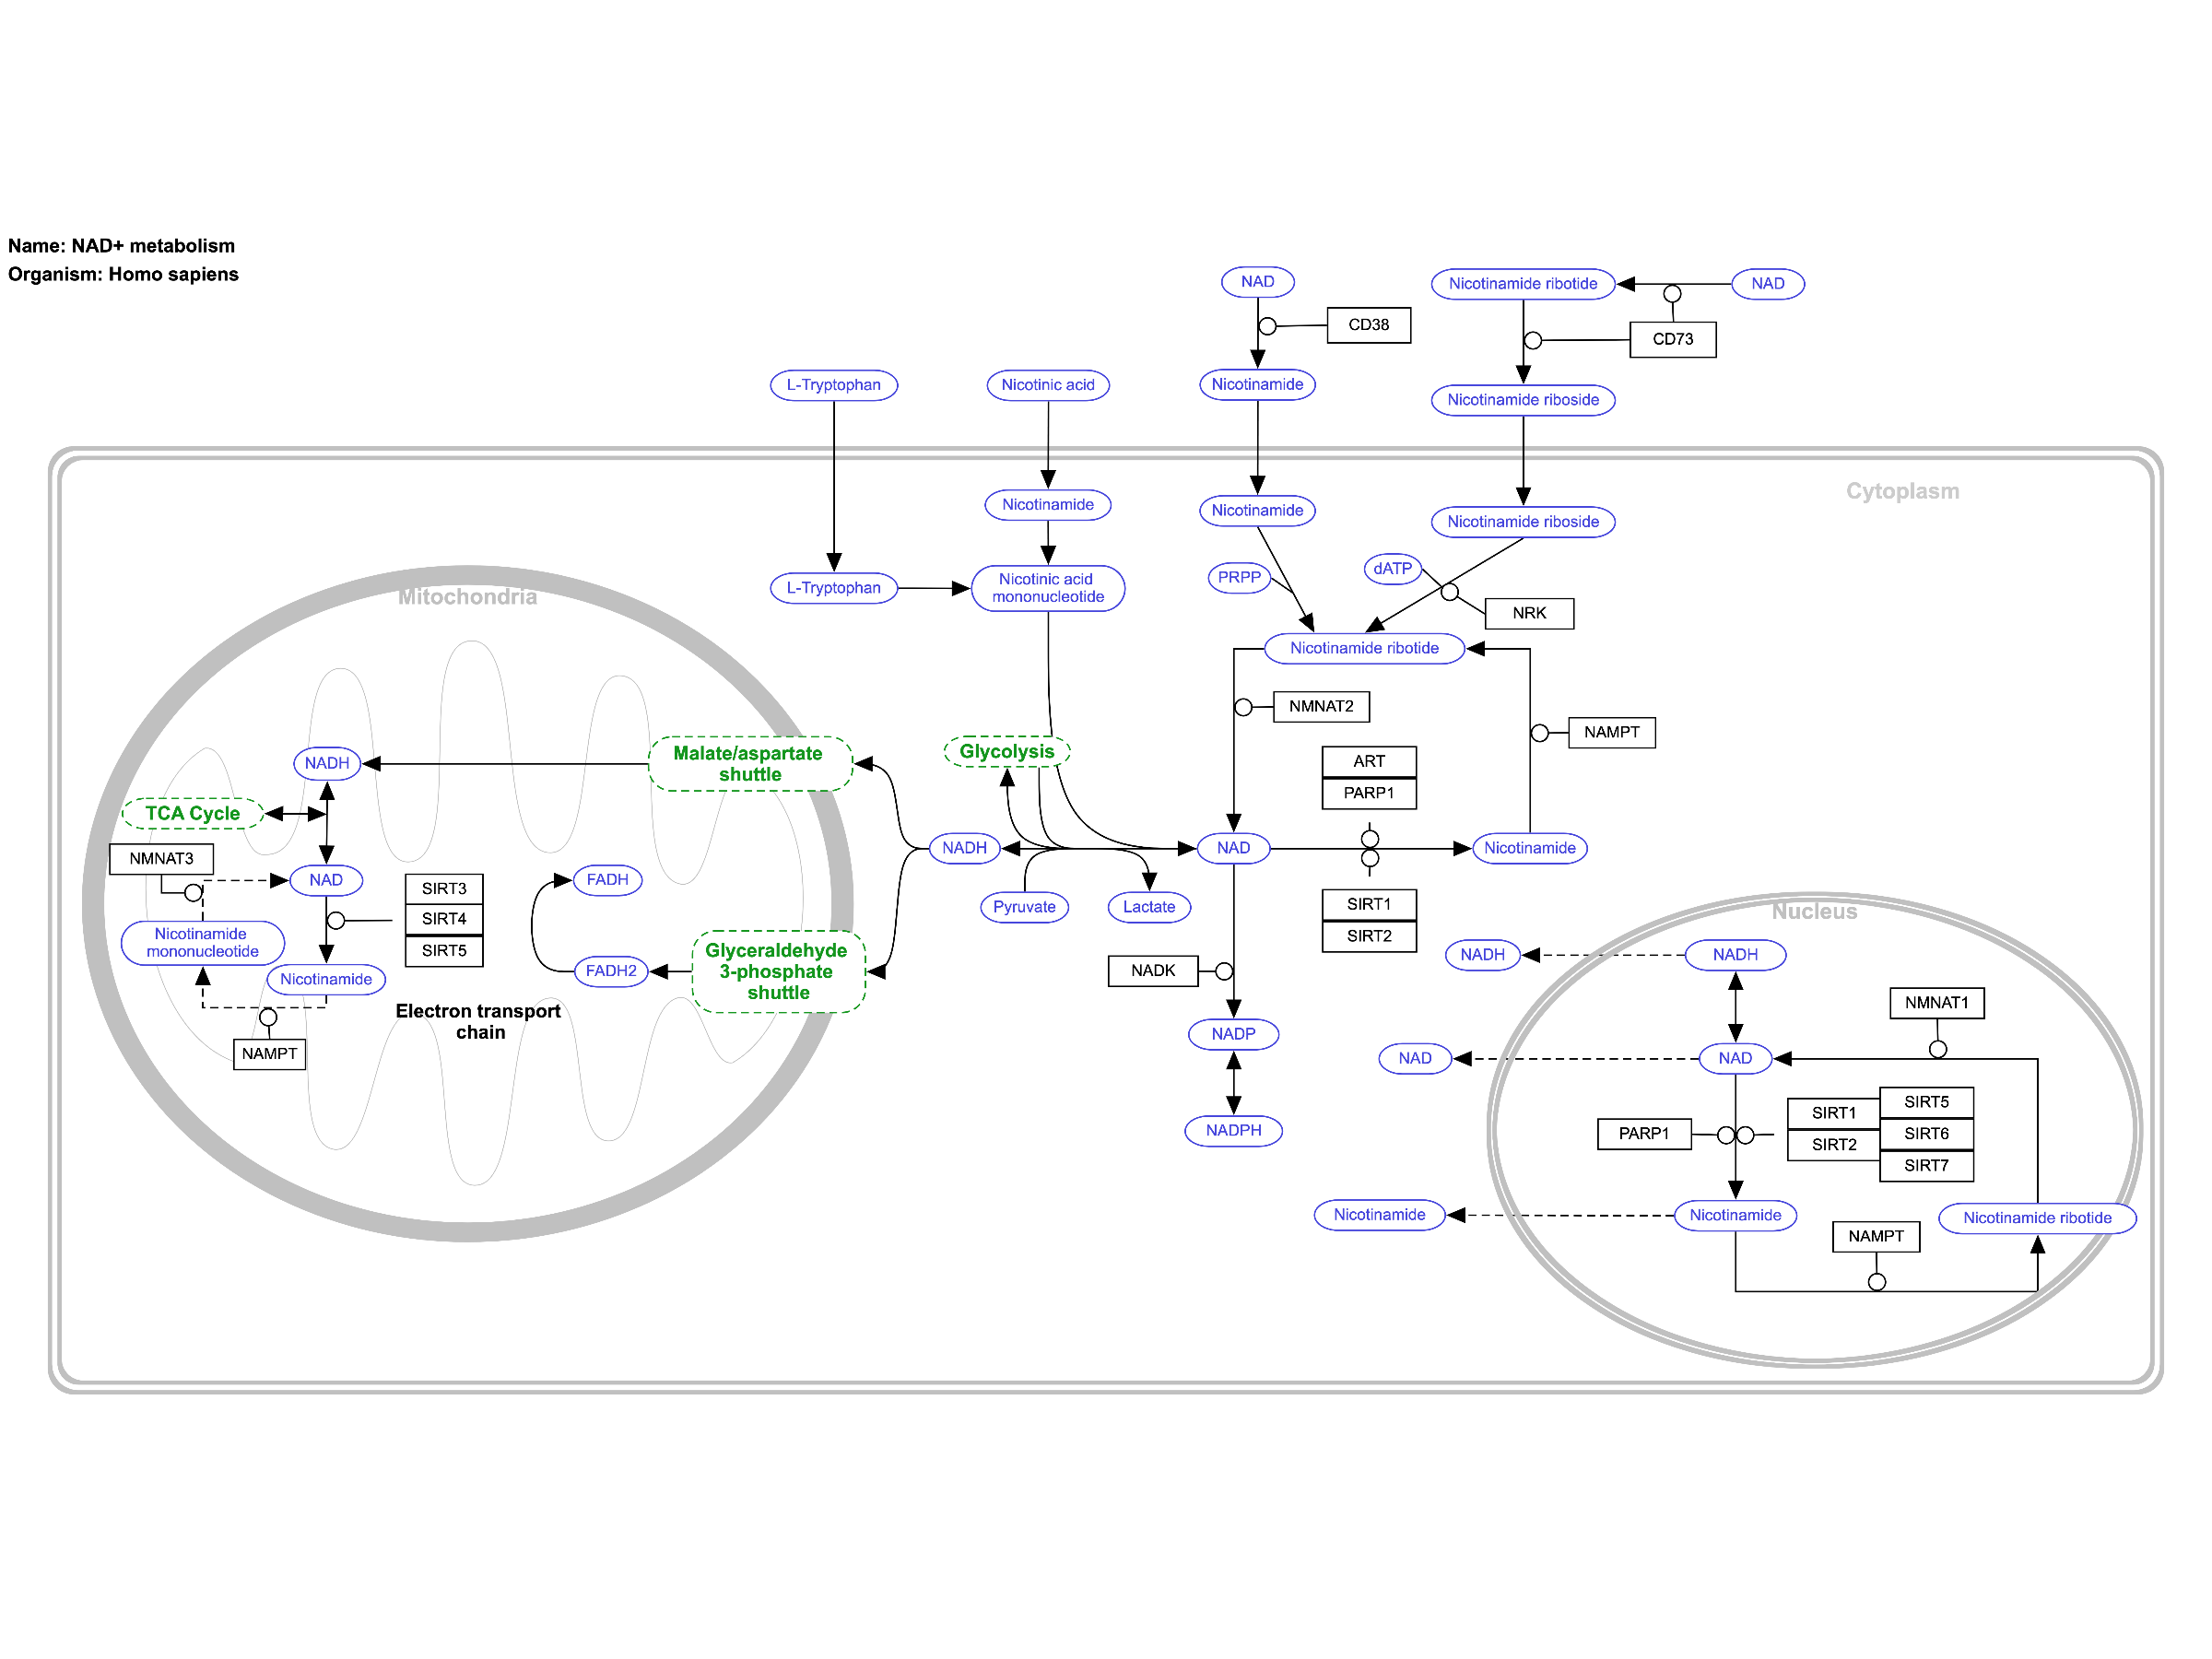 Name: NAD+ metabolism
Organism: Homo sapiens
NAD
Nicotinamide ribotide
NAD
CD38
CD73
L-Tryptophan
Nicotinic acid
Nicotinamide
Nicotinamide riboside
Cytoplasm
Nicotinamide
Nicotinamide
Nicotinamide riboside
L-Tryptophan
Nicotinic acid
mononucleotide
PRPP
dATP
NRK
Mitochondria
Nicotinamide ribotide
NMNAT2
NAMPT
Malate/aspartate
shuttle
Glycolysis
ART
PARP1
NADH
TCA Cycle
NMNAT3
NADH
NAD
Nicotinamide
NAD
SIRT3
SIRT4
SIRT5
FADH
Pyruvate
Lactate
SIRT1
SIRT2
Nucleus
Nicotinamide
mononucleotide
Nicotinamide
FADH2
Glyceraldehyde
3-phosphate
shuttle
NADK
NADH
NADH
Electron transport
chain
NAMPT
NADP
NMNAT1
NAD
NAD
NADPH
PARP1
SIRT1
SIRT2
SIRT5
SIRT6
SIRT7
Nicotinamide
Nicotinamide
Nicotinamide ribotide
NAMPT